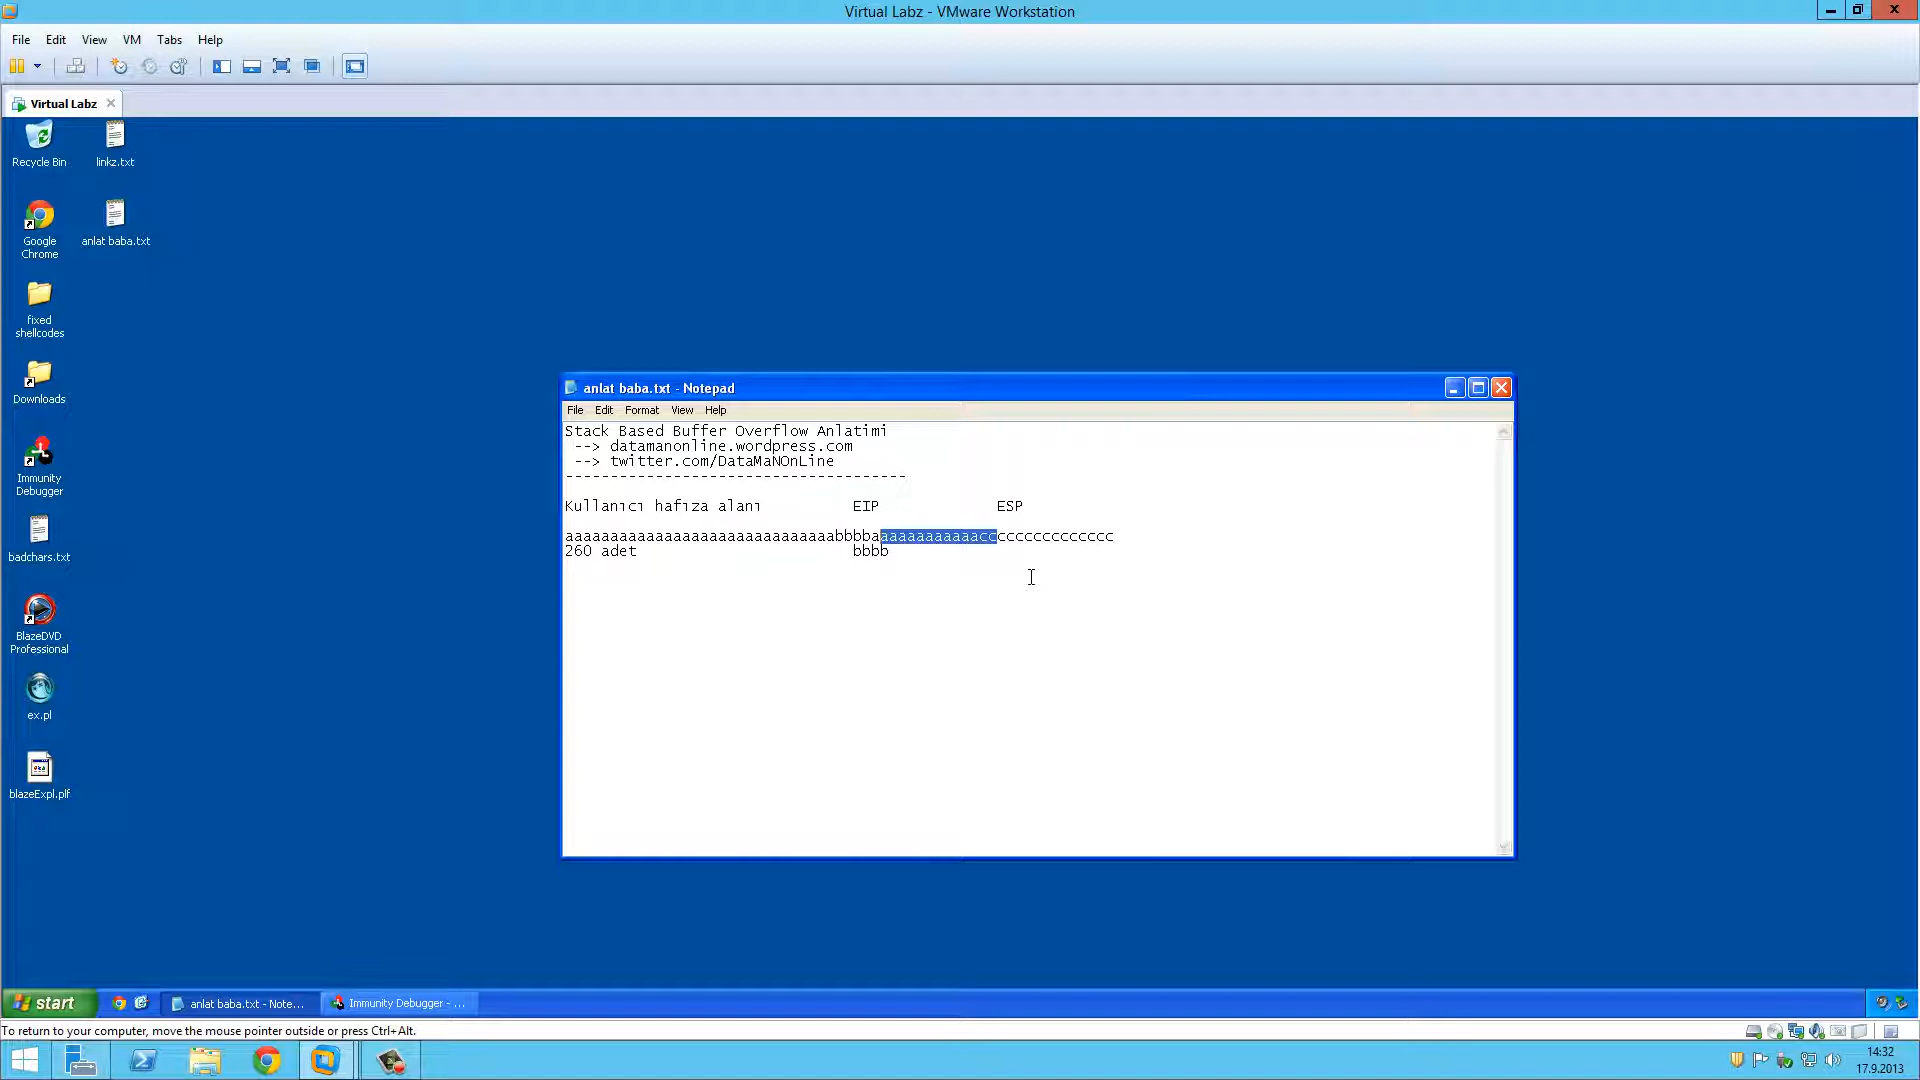 Virtual Labz - VMware Workstation
File Edit View VM Tabs Help
Virtual Labz
Recycle Bin
linkz.txt
Google Chrome
anlat baba.txt
fixed shellcodes
Downloads
Immunity Debugger
badchars.txt
BlazeDVD Professional
ex.pl
blazeExpl.plf
anlat baba.txt - Notepad
File Edit Format View Help
Stack Based Buffer Overflow Anlatimi
--> datamanonline.wordpress.com
--> twitter.com/DataMaNOnLine
--------------------------------------
Kullanıcı hafıza alanı EIP ESP
aaaaaaaaaaaaaaaaaaaaaaaaaaaaaabbbbaaaaaaaaaaaaccccccccccccccc
260 adet bbbb
start
anlat baba.txt - Note...
Immunity Debugger - ...
To return to your computer, move the mouse pointer outside or press Ctrl+Alt.
14:32
17.9.2013